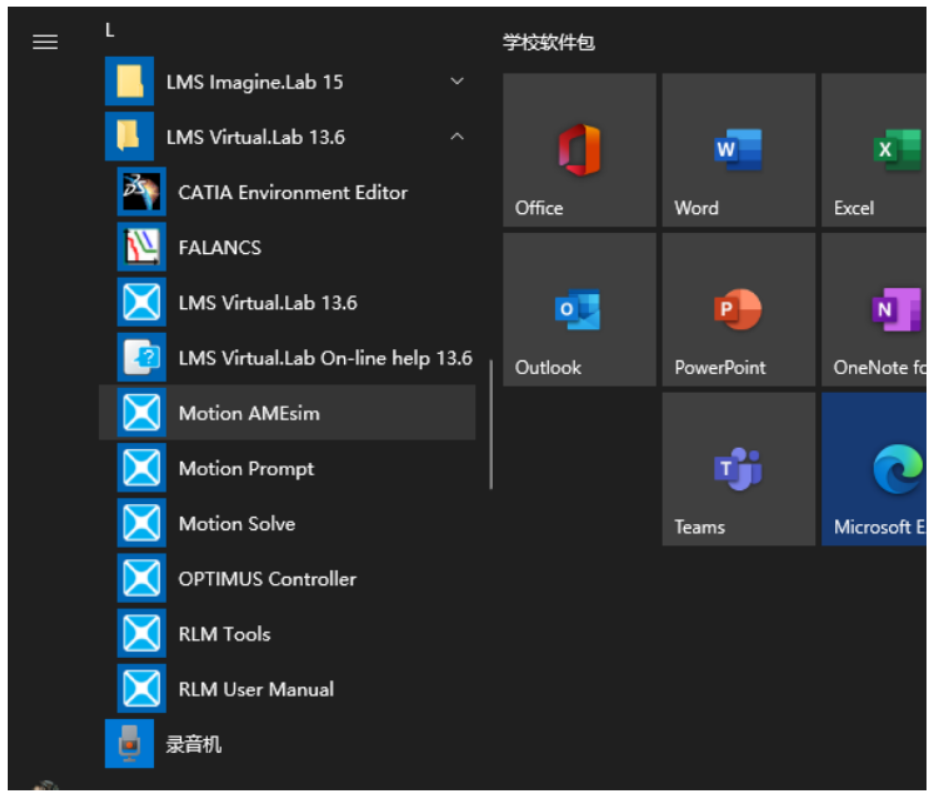 L
LMS Imagine.Lab 15
LMS Virtual.Lab 13.6
CATIA Environment Editor
FALANCS
LMS Virtual.Lab 13.6
LMS Virtual.Lab On-line help 13.6
Motion AMEsim
Motion Prompt
Motion Solve
OPTIMUS Controller
RLM Tools
RLM User Manual
录音机
学校软件包
Office
Word
Excel
Outlook
PowerPoint
OneNote fo
Teams
Microsoft E